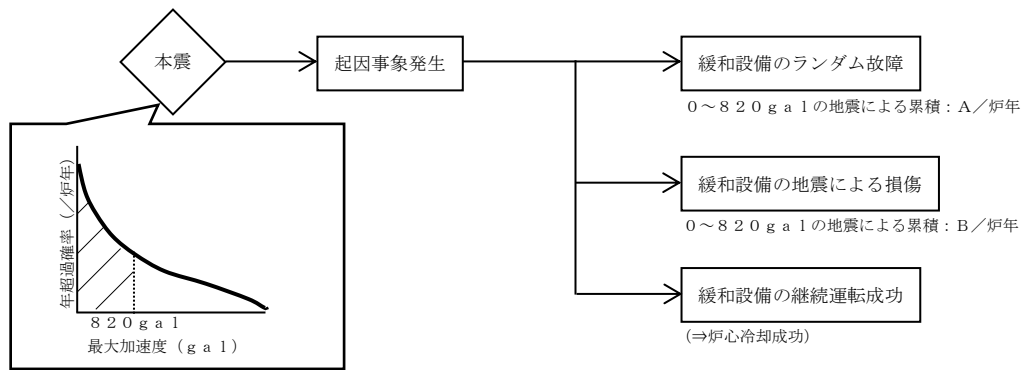 本震
起因事象発生
緩和設備のランダム故障
0～820galの地震による累積:A/炉年
緩和設備の地震による損傷
0～820galの地震による累積:B/炉年
緩和設備の継続運転成功
(⇒炉心冷却成功)
年超過確率(/炉年)
820gal
最大加速度(gal)